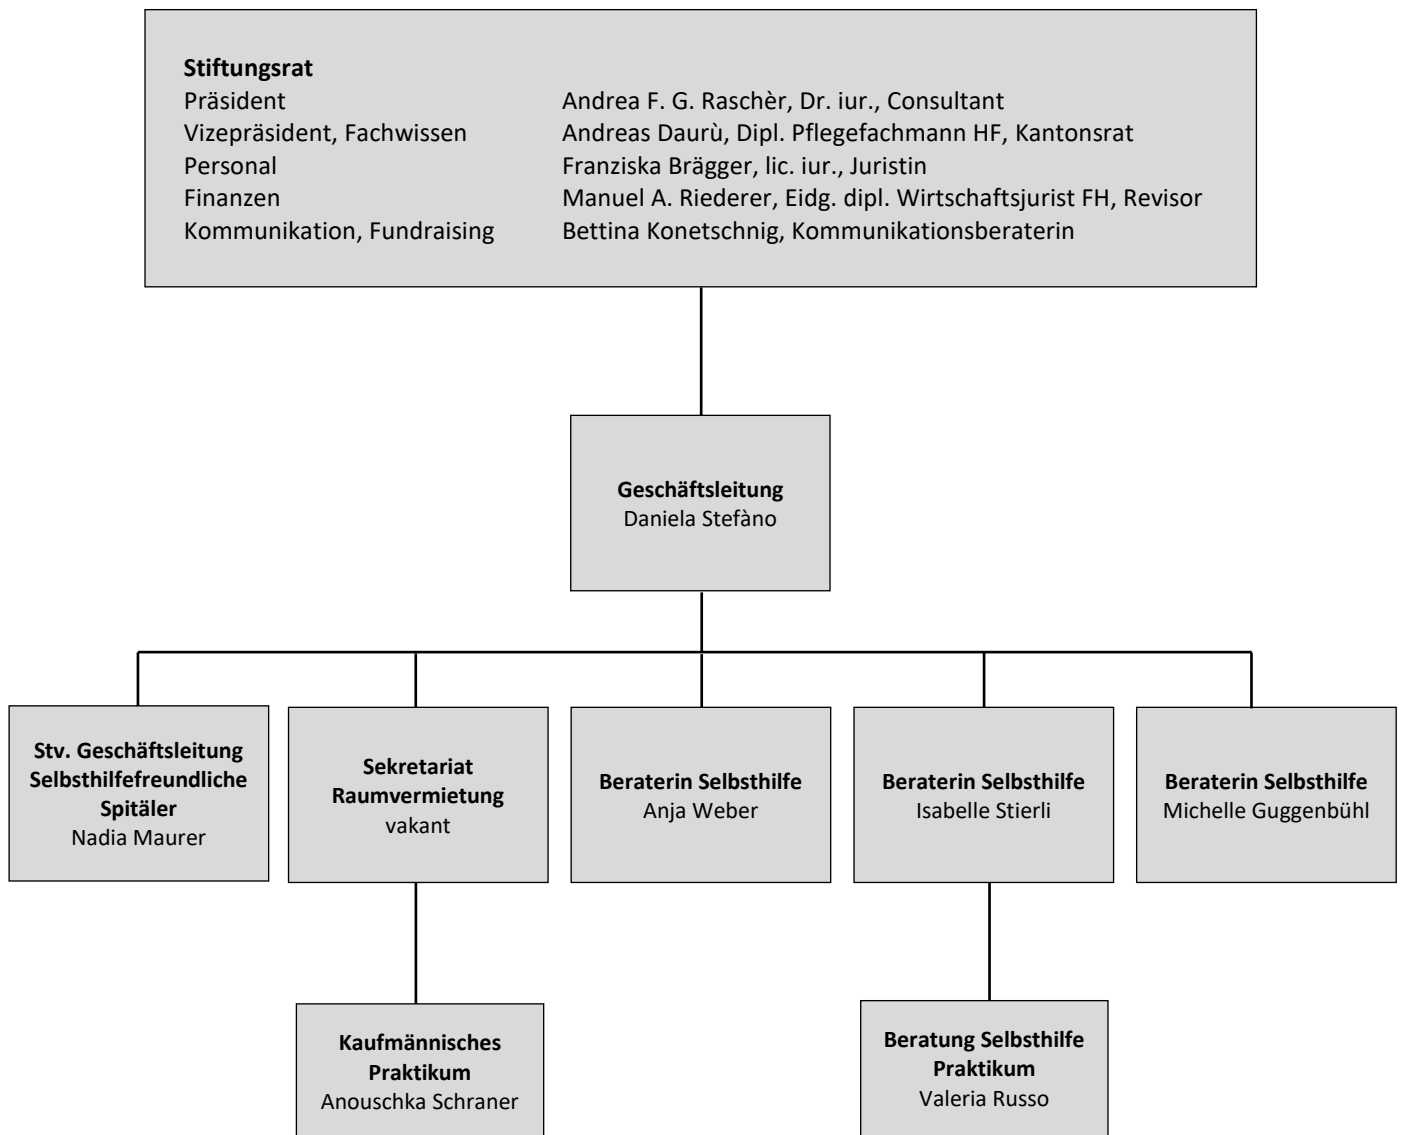 Stiftungsrat
Präsident Andrea F. G. Raschèr, Dr. iur., Consultant
Vizepräsident, Fachwissen Andreas Daurù, Dipl. Pflegefachmann HF, Kantonsrat
Personal Franziska Brägger, lic. iur., Juristin
Finanzen Manuel A. Riederer, Eidg. dipl. Wirtschaftsjurist FH, Revisor
Kommunikation, Fundraising Bettina Konetschnig, Kommunikationsberaterin
Geschäftsleitung
Daniela Stefàno
Stv. Geschäftsleitung
Selbsthilfefreundliche
Spitäler
Nadia Maurer
Sekretariat
Raumvermietung
vakant
Beraterin Selbsthilfe
Anja Weber
Beraterin Selbsthilfe
Isabelle Stierli
Beraterin Selbsthilfe
Michelle Guggenbühl
Kaufmännisches
Praktikum
Anouschka Schraner
Beratung Selbsthilfe
Praktikum
Valeria Russo